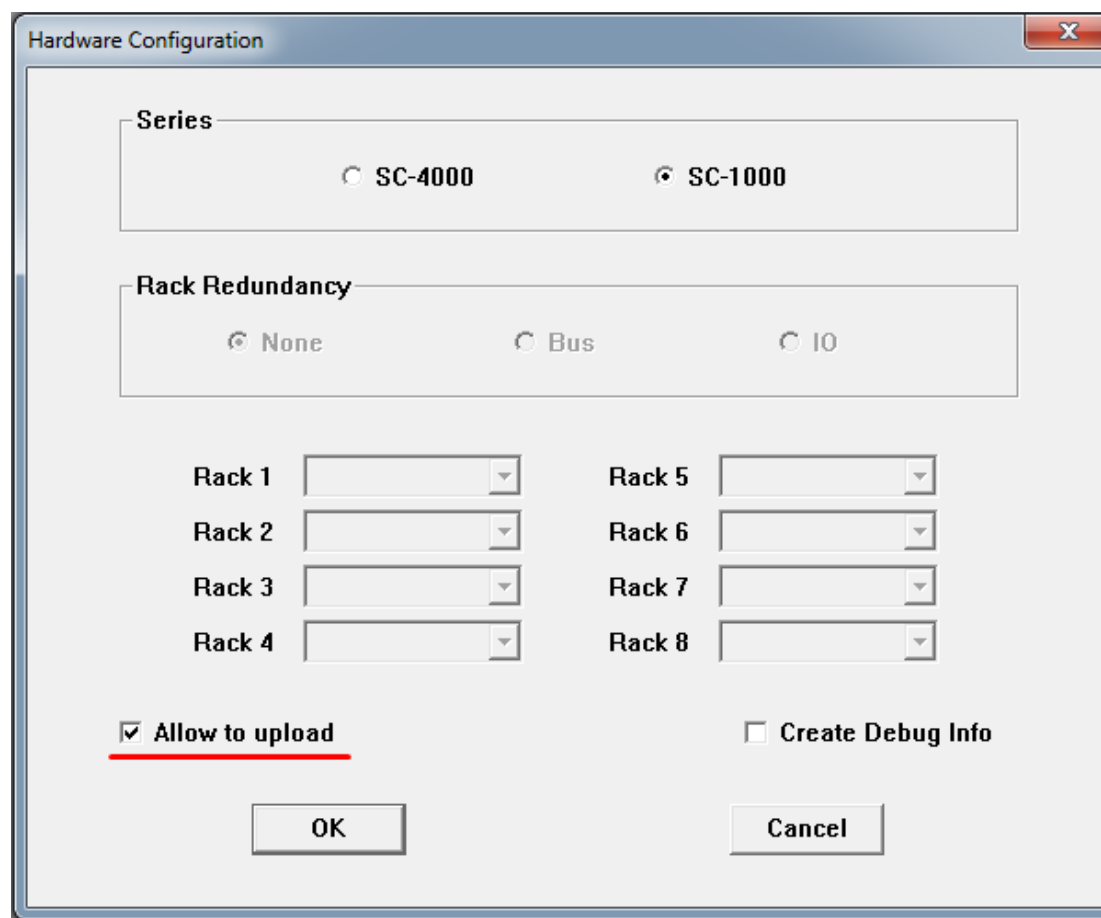 Hardware Configuration
Series
SC-4000 SC-1000
Rack Redundancy
None Bus IO
Rack 1 Rack 5
Rack 2 Rack 6
Rack 3 Rack 7
Rack 4 Rack 8
Allow to upload Create Debug Info
OK Cancel